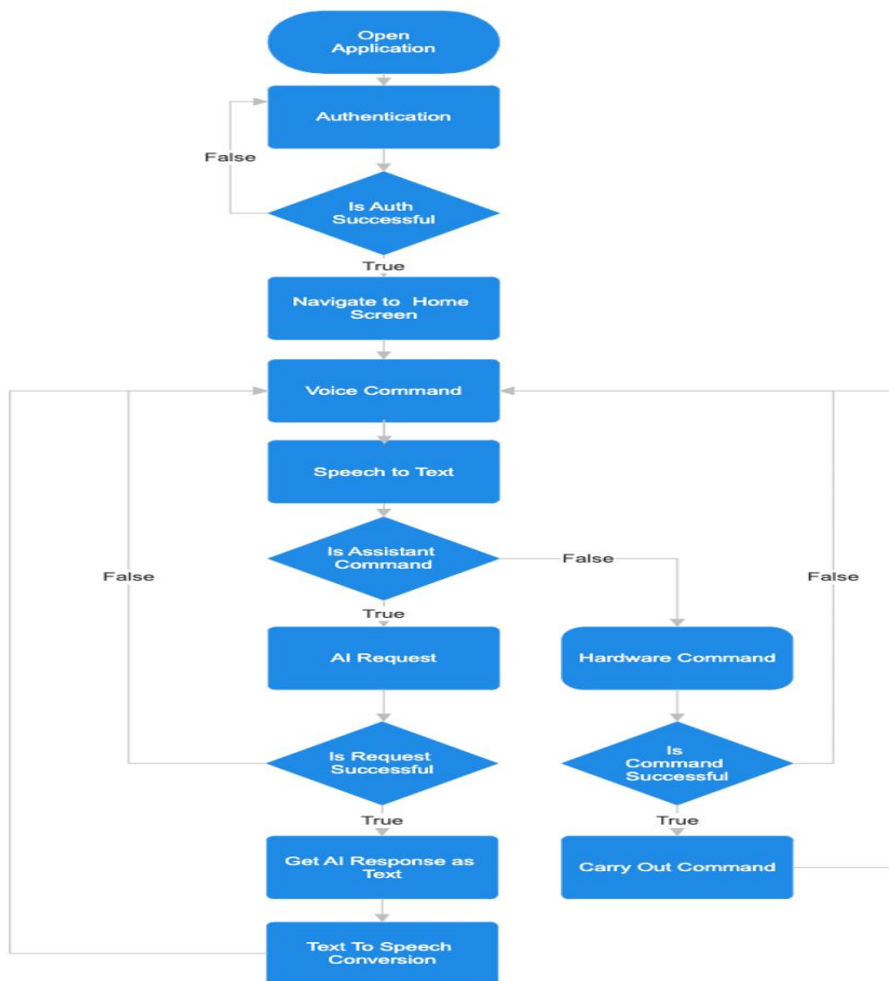 Open
Application
Authentication
False
Is Auth
Successful
True
Navigate to Home
Screen
Voice Command
Speech to Text
Is Assistant
Command
False
False
False
True
AI Request
Hardware Command
Is Request
Successful
Is
Command
Successful
True
True
Get AI Response as
Text
Carry Out Command
Text To Speech
Conversion